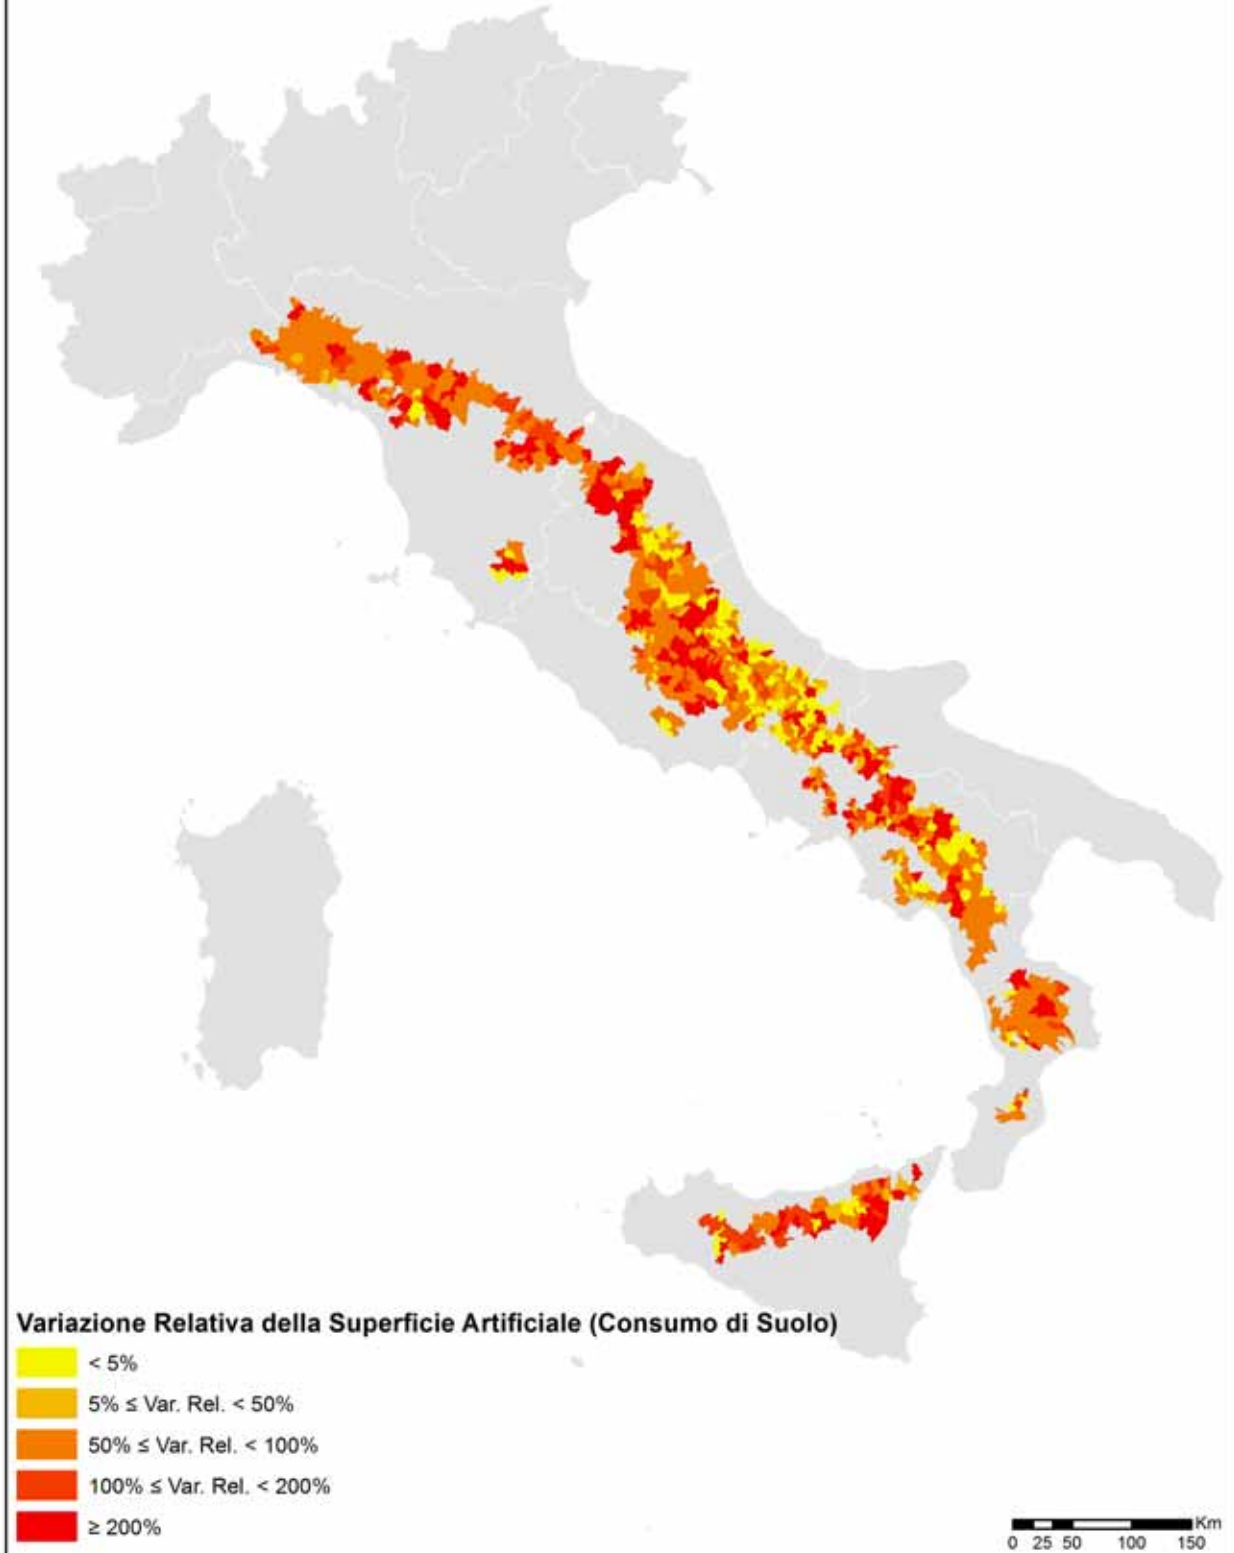 Variazione Relativa della Superficie Artificiale (Consumo di Suolo)
< 5%
5% ≤ Var. Rel. < 50%
50% ≤ Var. Rel. < 100%
100% ≤ Var. Rel. < 200%
≥ 200%
Km
0 25 50 100 150